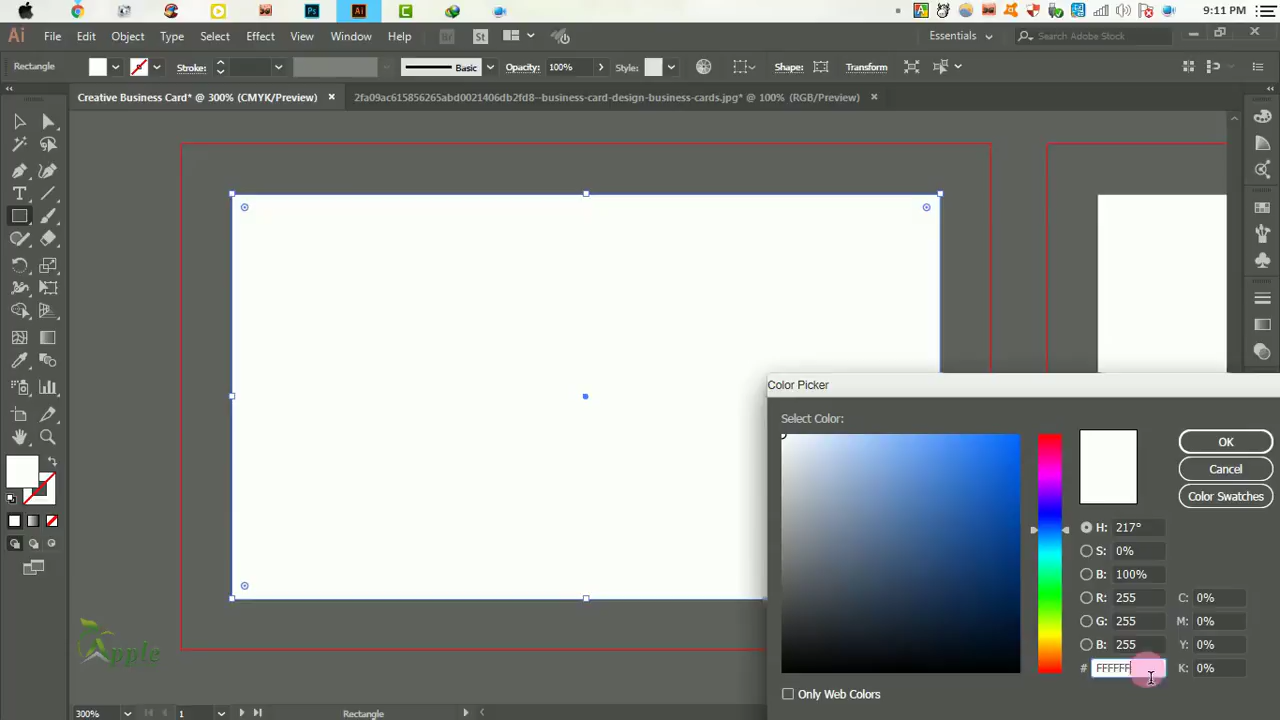 9:11 PM
Ai File Edit Object Type Select Effect View Window Help Br St Essentials Search Adobe Stock
Rectangle Stroke: Basic Opacity: 100% Style: Shape: Transform
Creative Business Card* @ 300% (CMYK/Preview) × 2fa09ac615856265abd0021406db2fd8--business-card-design-business-cards.jpg* @ 100% (RGB/Preview) ×
Color Picker
Select Color:
OK
Cancel
Color Swatches
H: 217°
S: 0%
B: 100%
R: 255 C: 0%
G: 255 M: 0%
B: 255 Y: 0%
# FFFFFF K: 0%
Only Web Colors
Apple
300% 1 Rectangle